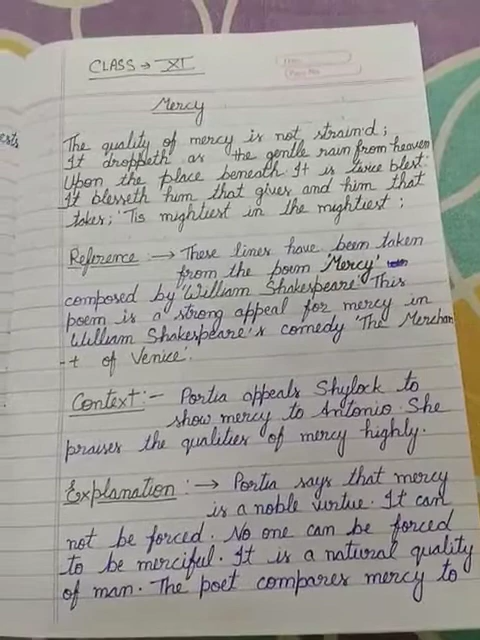 CLASS → XI
Mercy
The quality of mercy is not strain'd;
It droppeth as the gentle rain from heaven
Upon the place beneath. It is twice blest.
It blesseth him that gives and him that
takes; 'Tis mightiest in the mightiest;
Reference :→ These lines have been taken
from the poem 'Mercy'
composed by 'William Shakespeare'. This
poem is a strong appeal for mercy in
William Shakespeare's comedy 'The Merchan
-t of Venice.
Context :- Portia appeals Shylock to
show mercy to Antonio. She
praises the qualities of mercy highly.
Explanation :→ Portia says that mercy
is a noble virtue. It can
not be forced. No one can be forced
to be merciful. It is a natural quality
of man. The poet compares mercy to